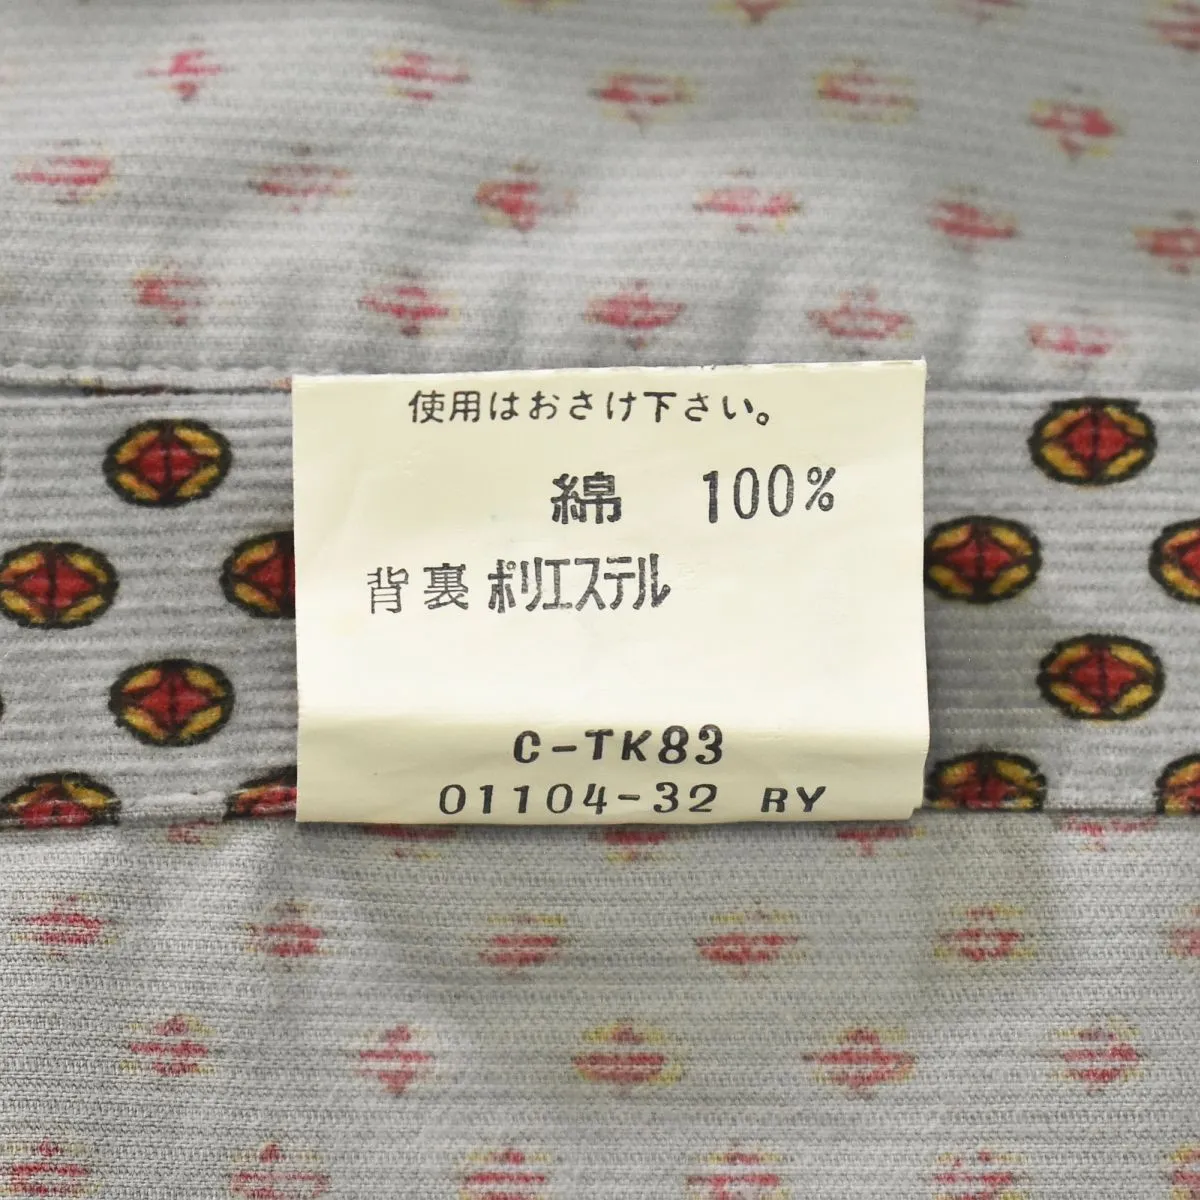 使用はおさけ下さい。
綿 100%
背裏 ポリエステル
C-TK83
01104-32 RY